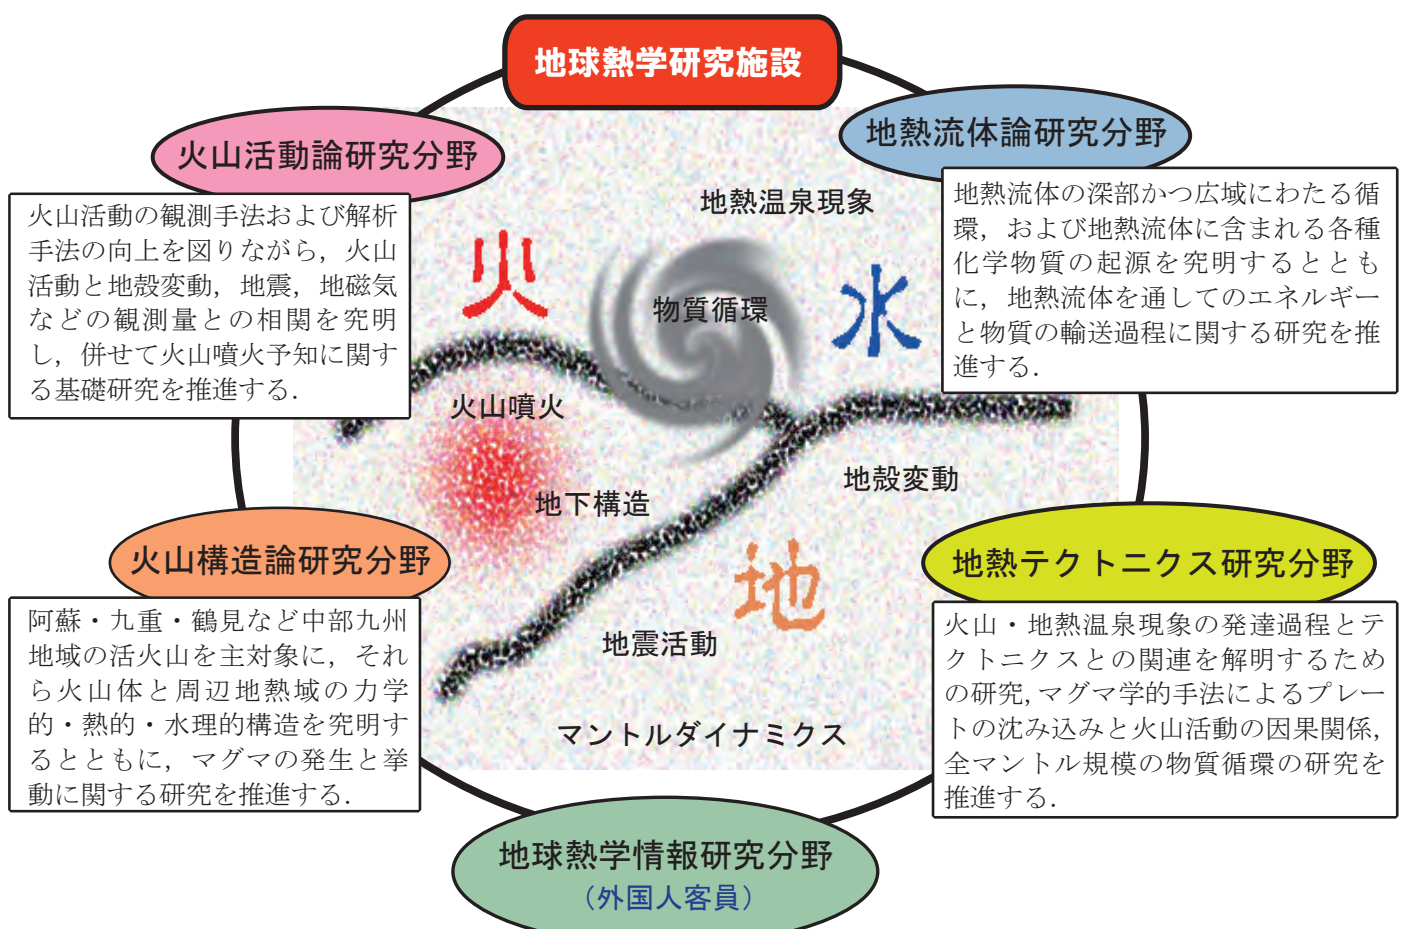 地球熱学研究施設
火山活動論研究分野
火山活動の観測手法および解析
手法の向上を図りながら，火山
活動と地殻変動，地震，地磁気
などの観測量との相関を究明
し，併せて火山噴火予知に関す
る基礎研究を推進する．
地熱流体論研究分野
地熱流体の深部かつ広域にわたる循
環，および地熱流体に含まれる各種
化学物質の起源を究明するととも
に，地熱流体を通してのエネルギー
と物質の輸送過程に関する研究を推
進する．
地熱温泉現象
火
水
物質循環
火山噴火
地殻変動
地下構造
地
地震活動
マントルダイナミクス
火山構造論研究分野
阿蘇・九重・鶴見など中部九州
地域の活火山を主対象に，それ
ら火山体と周辺地熱域の力学
的・熱的・水理的構造を究明す
るとともに，マグマの発生と挙
動に関する研究を推進する．
地熱テクトニクス研究分野
火山・地熱温泉現象の発達過程とテ
クトニクスとの関連を解明するため
の研究，マグマ学的手法によるプレー
トの沈み込みと火山活動の因果関係，
全マントル規模の物質循環の研究を
推進する．
地球熱学情報研究分野
（外国人客員）